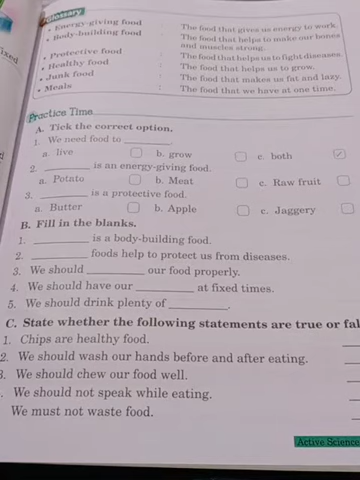 Glossary
• Energy-giving food : The food that gives us energy to work.
• Body-building food : The food that helps to make our bones
and muscles strong.
• Protective food : The food that helps us to fight diseases.
• Healthy food : The food that helps us to grow.
• Junk food : The food that makes us fat and lazy.
• Meals : The food that we have at one time.
Practice Time
A. Tick the correct option.
1. We need food to ________.
a. live b. grow c. both ✓
2. ________ is an energy-giving food.
a. Potato b. Meat c. Raw fruit
3. ________ is a protective food.
a. Butter b. Apple c. Jaggery
B. Fill in the blanks.
1. ________ is a body-building food.
2. ________ foods help to protect us from diseases.
3. We should ________ our food properly.
4. We should have our ________ at fixed times.
5. We should drink plenty of ________.
C. State whether the following statements are true or fal
1. Chips are healthy food.
2. We should wash our hands before and after eating.
3. We should chew our food well.
. We should not speak while eating.
We must not waste food.
Active Science